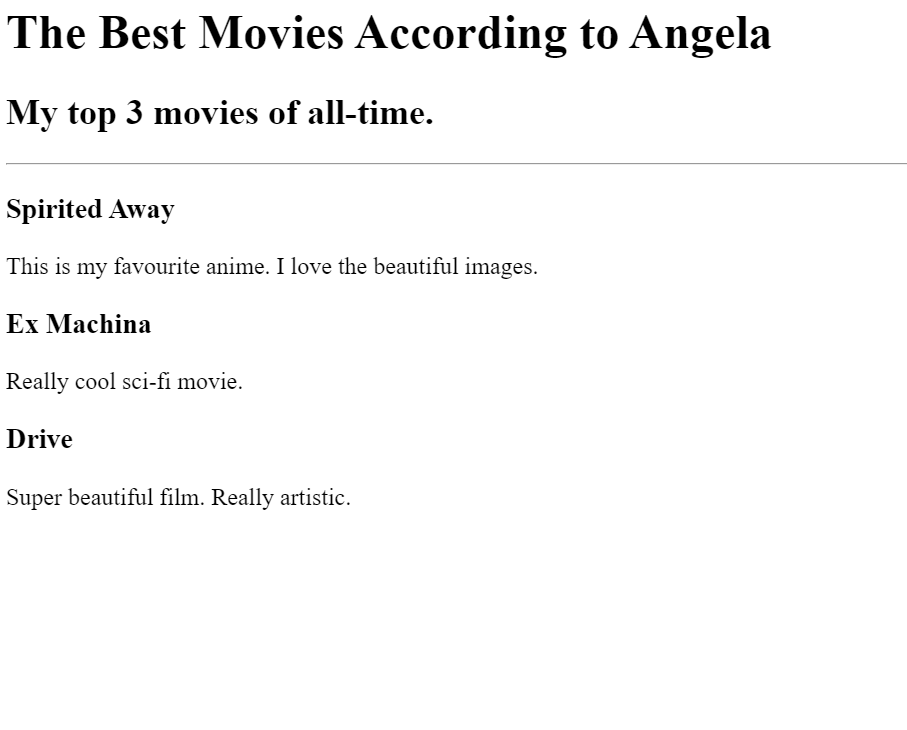 The Best Movies According to Angela
My top 3 movies of all-time.
Spirited Away
This is my favourite anime. I love the beautiful images.
Ex Machina
Really cool sci-fi movie.
Drive
Super beautiful film. Really artistic.